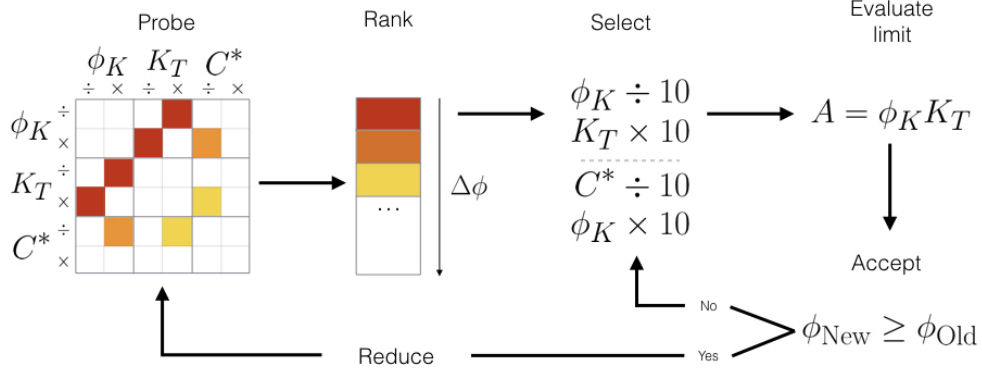 Probe
Rank
Select
Evaluate
limit
ϕ_K K_T C*
÷ × ÷ × ÷ ×
ϕ_K ÷
×
K_T ÷
×
C* ÷
×
Δϕ
...
ϕ_K ÷ 10
K_T × 10
C* ÷ 10
ϕ_K × 10
A = ϕ_K K_T
Accept
ϕ_New ≥ ϕ_Old
No
Yes
Reduce